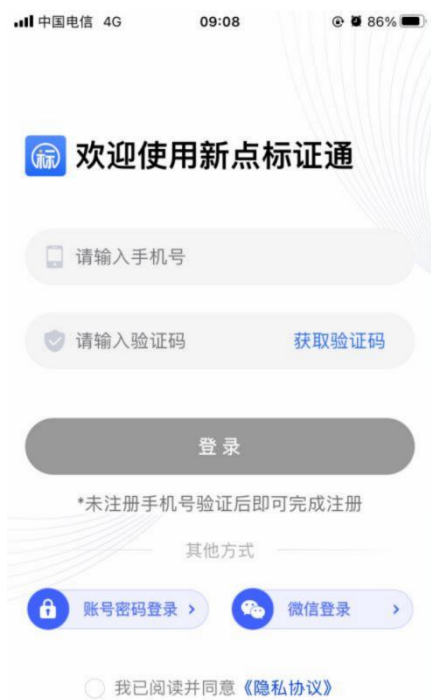 中国电信 4G 09:08 86%
标 欢迎使用新点标证通
请输入手机号
请输入验证码 获取验证码
登录
*未注册手机号验证后即可完成注册
其他方式
账号密码登录 > 微信登录 >
我已阅读并同意《隐私协议》